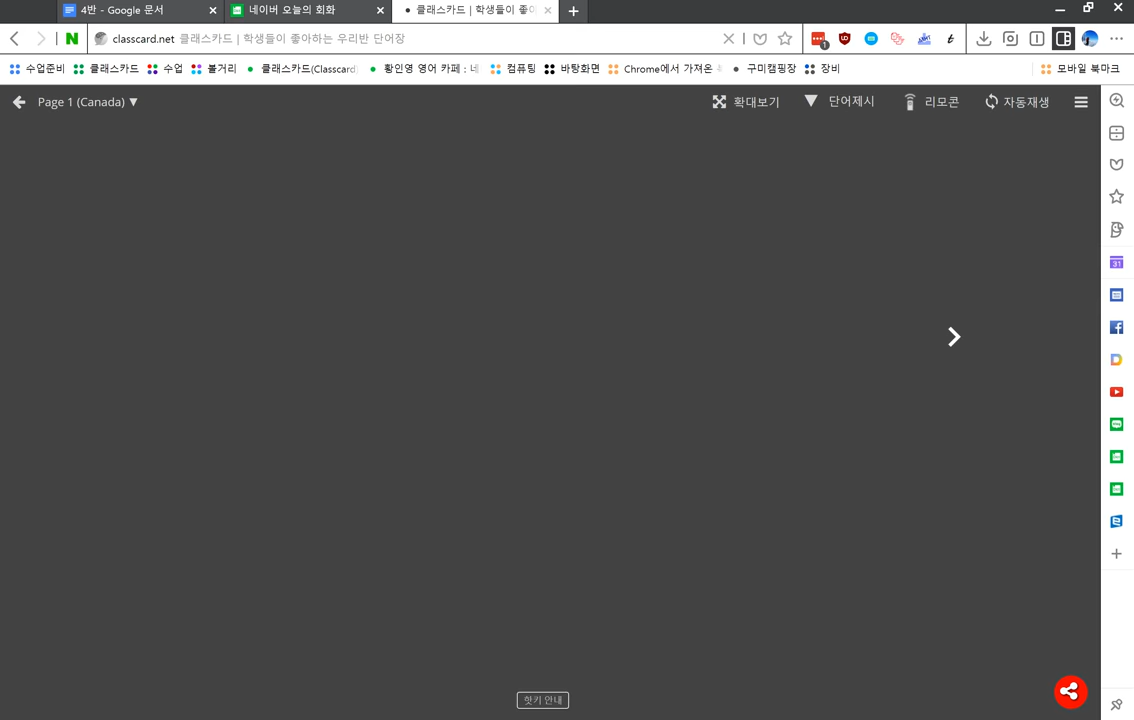 4반 - Google 문서
네이버 오늘의 회화
클래스카드 | 학생들이 좋아
classcard.net 클래스카드 | 학생들이 좋아하는 우리반 단어장
수업준비 클래스카드 수업 볼거리 클래스카드(Classcard) 황인영 영어 카페 : 네 컴퓨팅 바탕화면 Chrome에서 가져온 구미캠핑장 장비 모바일 북마크
Page 1 (Canada) ▼ 확대보기 단어제시 리모콘 자동재생
핫키 안내